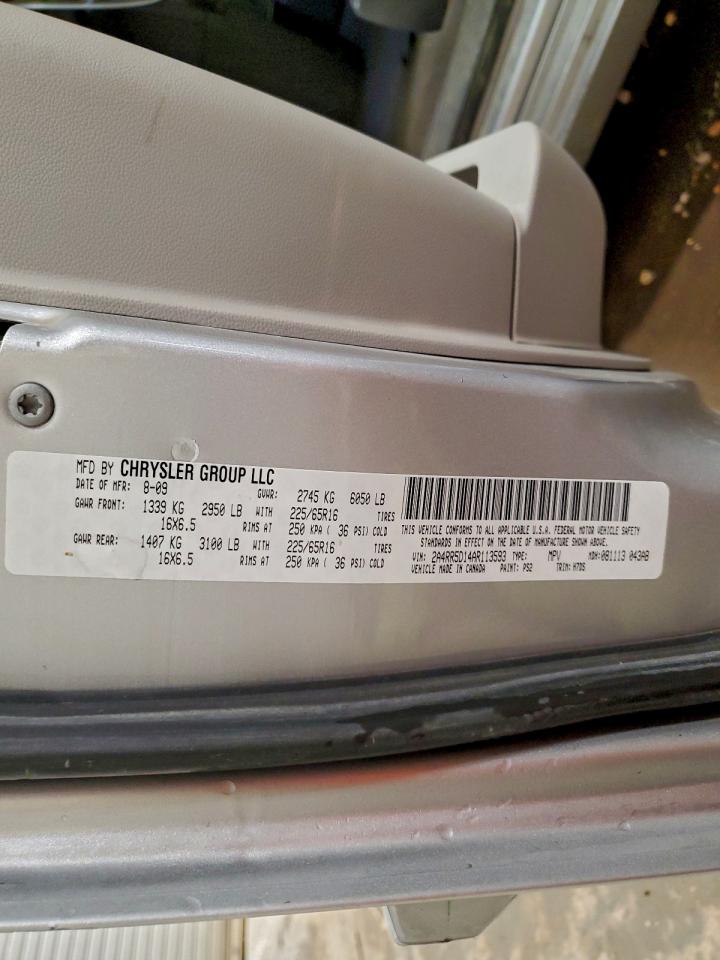 MFD BY CHRYSLER GROUP LLC
DATE OF MFR: 8-09 GVWR: 2745 KG 6050 LB
GAWR FRONT: 1339 KG 2950 LB WITH 225/65R16 TIRES
16X6.5 RIMS AT 250 KPA ( 36 PSI) COLD
GAWR REAR: 1407 KG 3100 LB WITH 225/65R16 TIRES
16X6.5 RIMS AT 250 KPA ( 36 PSI) COLD
THIS VEHICLE CONFORMS TO ALL APPLICABLE U.S.A. FEDERAL MOTOR VEHICLE SAFETY
STANDARDS IN EFFECT ON THE DATE OF MANUFACTURE SHOWN ABOVE.
VIN: 2A4RR5D14AR113593 TYPE: MPV MDH:081113 043AB
VEHICLE MADE IN CANADA PAINT: PS2 TRIM: H7DS